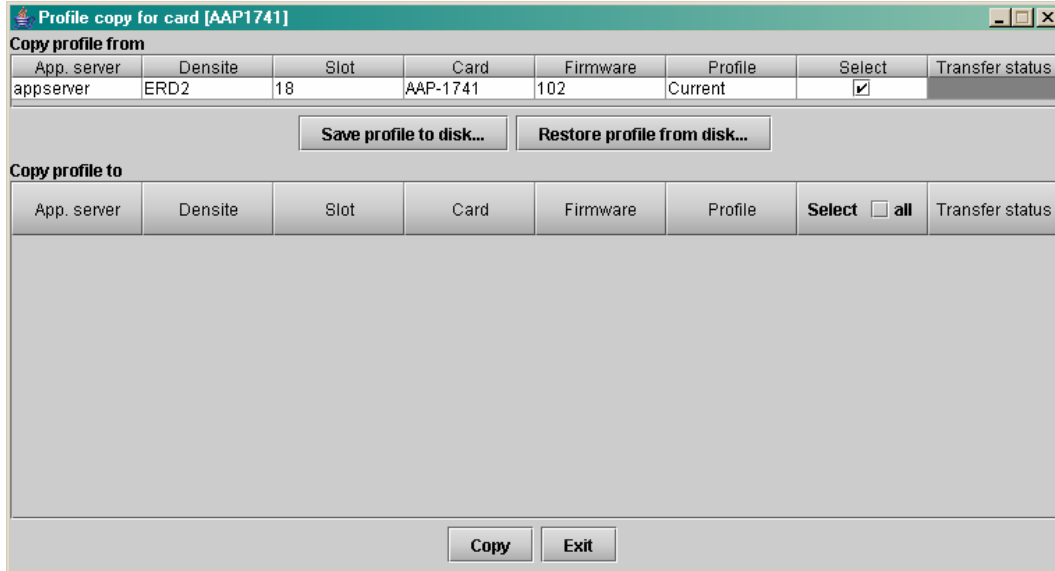 Profile copy for card [AAP1741]
Copy profile from
App. server Densite Slot Card Firmware Profile Select Transfer status
appserver ERD2 18 AAP-1741 102 Current
Save profile to disk... Restore profile from disk...
Copy profile to
App. server Densite Slot Card Firmware Profile Select all Transfer status
Copy Exit